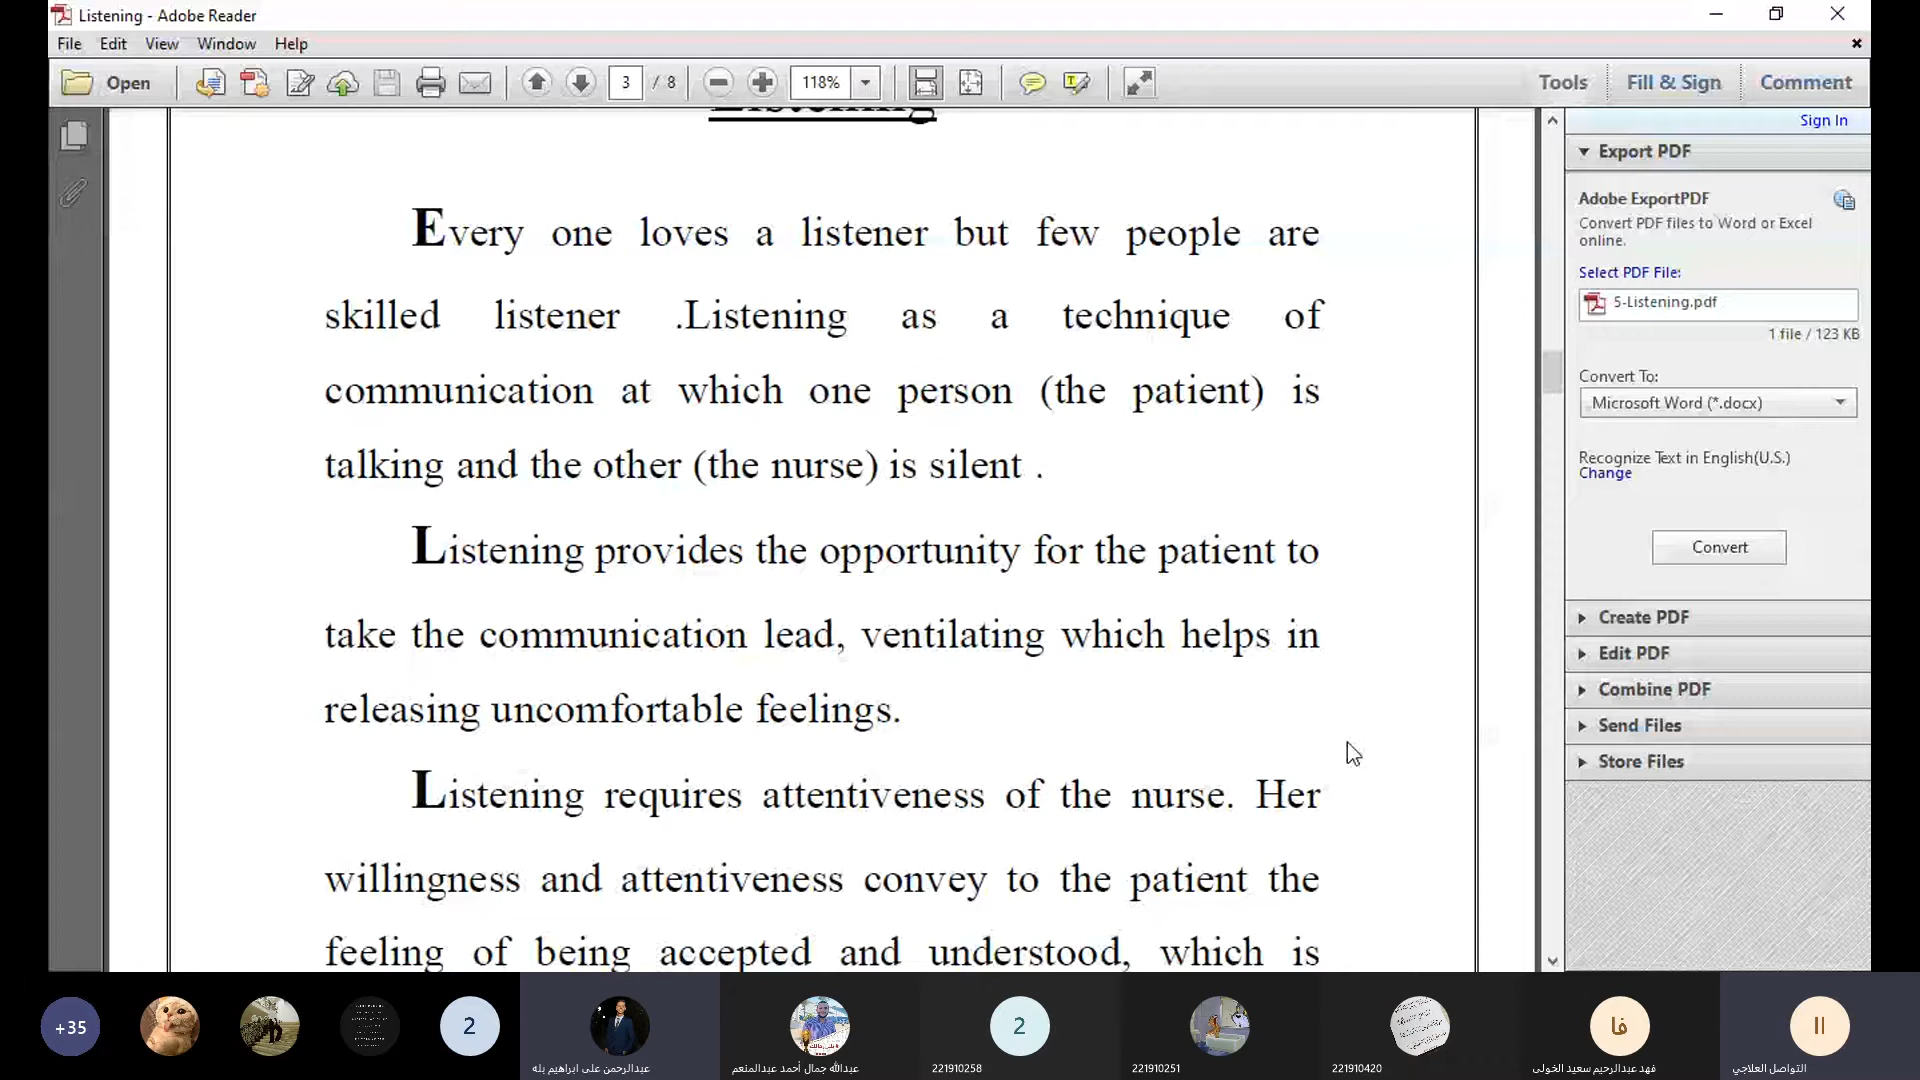 Listening - Adobe Reader
File Edit View Window Help
Open 3 / 8 118% Tools Fill & Sign Comment
Listening
Every one loves a listener but few people are
skilled listener .Listening as a technique of
communication at which one person (the patient) is
talking and the other (the nurse) is silent .
Listening provides the opportunity for the patient to
take the communication lead, ventilating which helps in
releasing uncomfortable feelings.
Listening requires attentiveness of the nurse. Her
willingness and attentiveness convey to the patient the
feeling of being accepted and understood, which is
Sign In
Export PDF
Adobe ExportPDF
Convert PDF files to Word or Excel
online.
Select PDF File:
5-Listening.pdf
1 file / 123 KB
Convert To:
Microsoft Word (*.docx)
Recognize Text in English(U.S.)
Change
Convert
Create PDF
Edit PDF
Combine PDF
Send Files
Store Files
+35 2 2 فا اا
عبدالرحمن على ابراهيم بله
عبدالله جمال أحمد عبدالمنعم
221910258
221910251
221910420
فهد عبدالرحيم سعيد الخولى
التواصل العلاجي